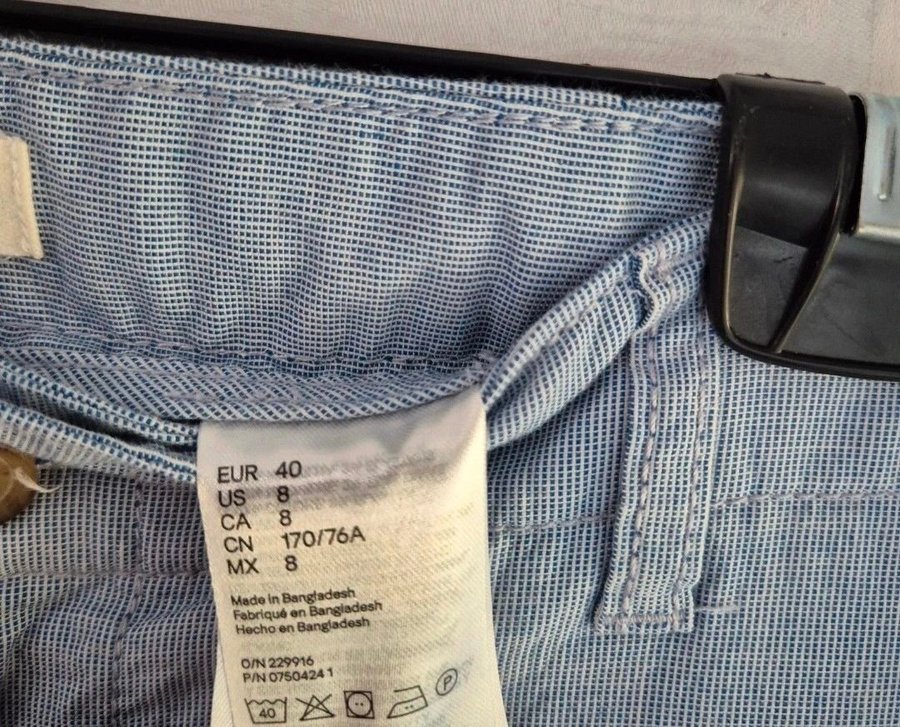 EUR 40
US 8
CA 8
CN 170/76A
MX 8
Made in Bangladesh
Fabriqué en Bangladesh
Hecho en Bangladesh
O/N 229916
P/N 0750424 1
40 P